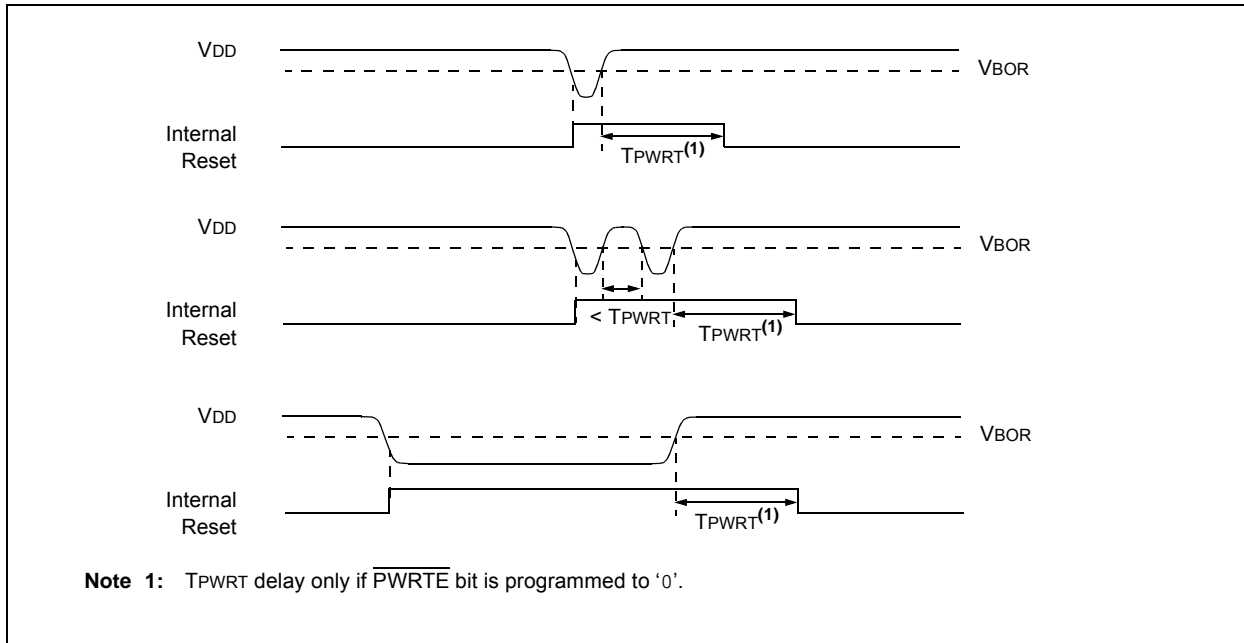 VDD
VBOR
Internal
Reset
TPWRT(1)
VDD
VBOR
Internal
Reset
< TPWRT
TPWRT(1)
VDD
VBOR
Internal
Reset
TPWRT(1)
Note 1: TPWRT delay only if PWRTE bit is programmed to ‘0’.